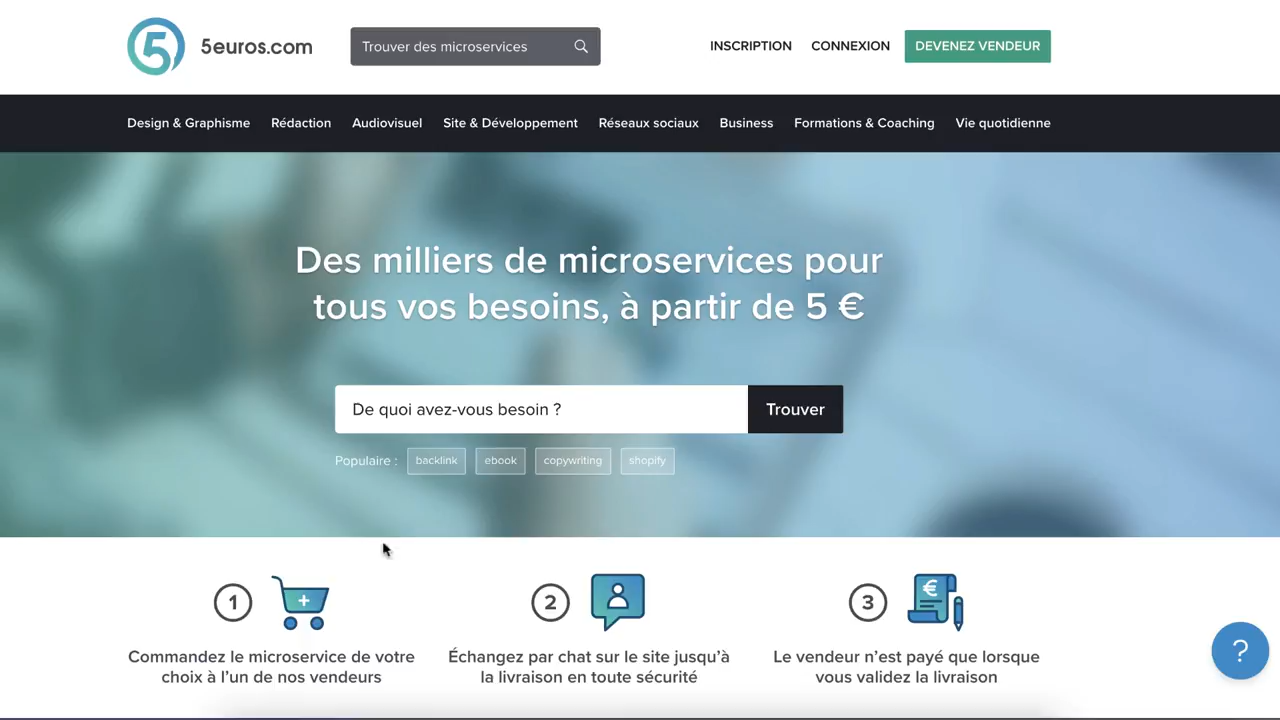 5 5euros.com
Trouver des microservices
INSCRIPTION
CONNEXION
DEVENEZ VENDEUR
Design & Graphisme
Rédaction
Audiovisuel
Site & Développement
Réseaux sociaux
Business
Formations & Coaching
Vie quotidienne
Des milliers de microservices pour
tous vos besoins, à partir de 5 €
De quoi avez-vous besoin ?
Trouver
Populaire :
backlink
ebook
copywriting
shopify
1
Commandez le microservice de votre
choix à l'un de nos vendeurs
2
Échangez par chat sur le site jusqu'à
la livraison en toute sécurité
3
€
Le vendeur n'est payé que lorsque
vous validez la livraison
?